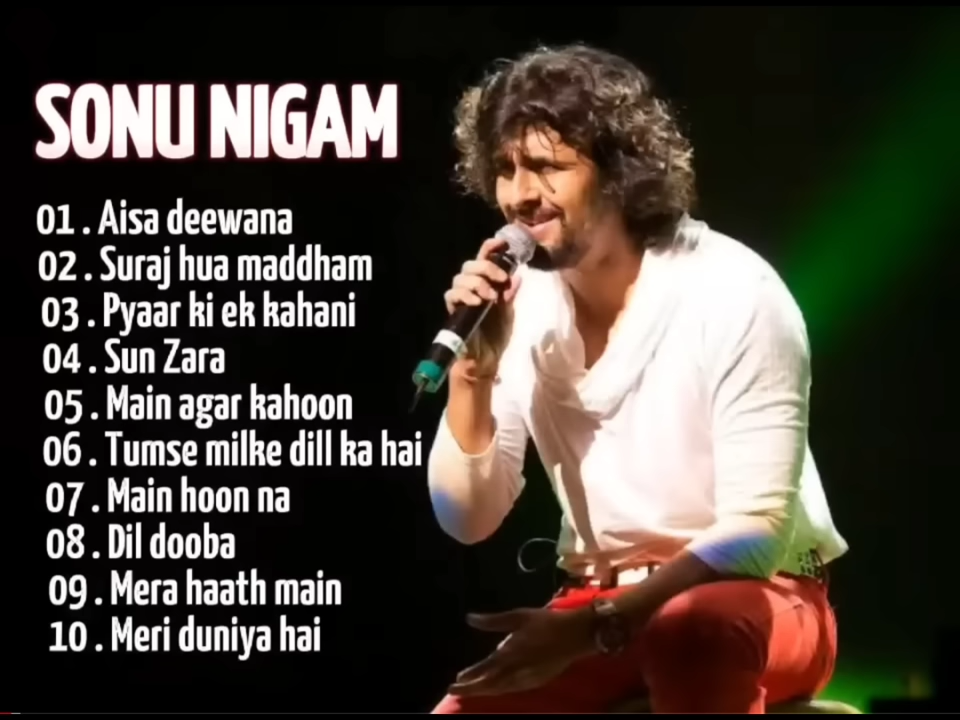 SONU NIGAM
01 . Aisa deewana
02 . Suraj hua maddham
03 . Pyaar ki ek kahani
04 . Sun Zara
05 . Main agar kahoon
06 . Tumse milke dill ka hai
07 . Main hoon na
08 . Dil dooba
09 . Mera haath main
10 . Meri duniya hai